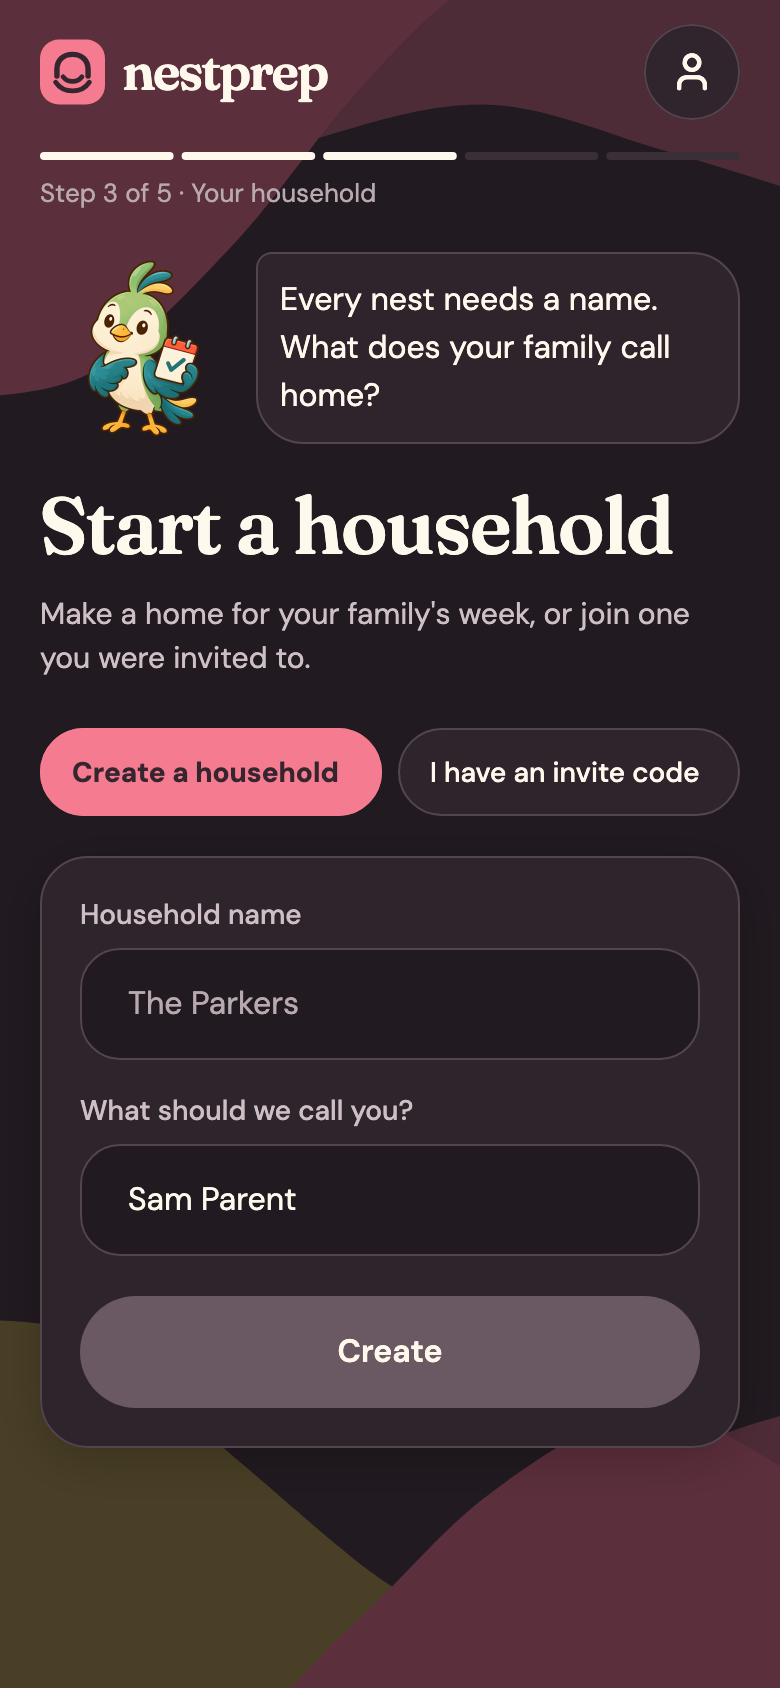 nestprep
Step 3 of 5 · Your household
Every nest needs a name.
What does your family call
home?
Start a household
Make a home for your family's week, or join one
you were invited to.
Create a household
I have an invite code
Household name
The Parkers
What should we call you?
Sam Parent
Create